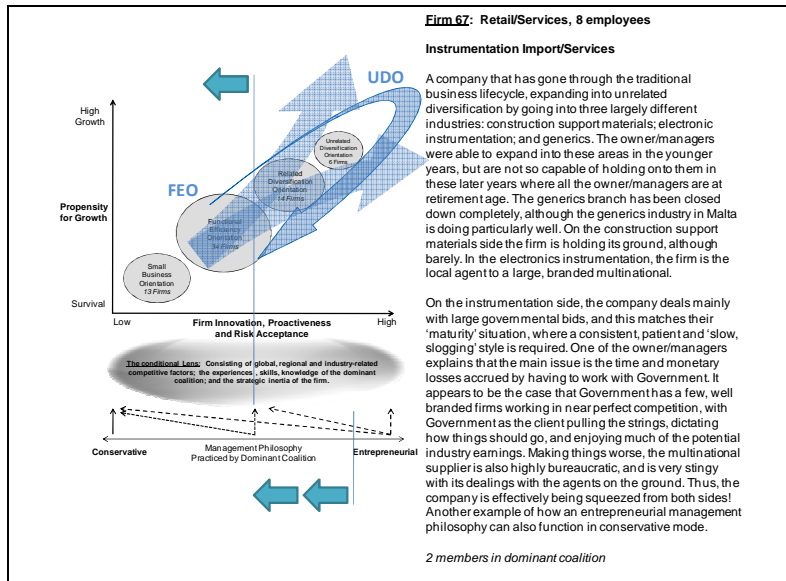 UDO
High
Growth
Unrelated
Diversification
Orientation
6 Firms
FEO
Related
Diversification
Orientation
14 Firms
Propensity
for Growth
Functional
Efficiency
Orientation
34 Firms
Small
Business
Orientation
13 Firms
Survival
Low
Firm Innovation, Proactiveness
and Risk Acceptance
High
The conditional Lens: Consisting of global, regional and industry-related
competitive factors; the experiences , skills, knowledge of the dominant
coalition; and the strategic inertia of the firm.
Conservative
Management Philosophy
Practiced by Dominant Coalition
Entrepreneurial
Firm 67: Retail/Services, 8 employees
Instrumentation Import/Services
A company that has gone through the traditional
business lifecycle, expanding into unrelated
diversification by going into three largely different
industries: construction support materials; electronic
instrumentation; and generics. The owner/managers
were able to expand into these areas in the younger
years, but are not so capable of holding onto them in
these later years where all the owner/managers are at
retirement age. The generics branch has been closed
down completely, although the generics industry in Malta
is doing particularly well. On the construction support
materials side the firm is holding its ground, although
barely. In the electronics instrumentation, the firm is the
local agent to a large, branded multinational.
On the instrumentation side, the company deals mainly
with large governmental bids, and this matches their
‘maturity’ situation, where a consistent, patient and ‘slow,
slogging’ style is required. One of the owner/managers
explains that the main issue is the time and monetary
losses accrued by having to work with Government. It
appears to be the case that Government has a few, well
branded firms working in near perfect competition, with
Government as the client pulling the strings, dictating
how things should go, and enjoying much of the potential
industry earnings. Making things worse, the multinational
supplier is also highly bureaucratic, and is very stingy
with its dealings with the agents on the ground. Thus, the
company is effectively being squeezed from both sides!
Another example of how an entrepreneurial management
philosophy can also function in conservative mode.
2 members in dominant coalition